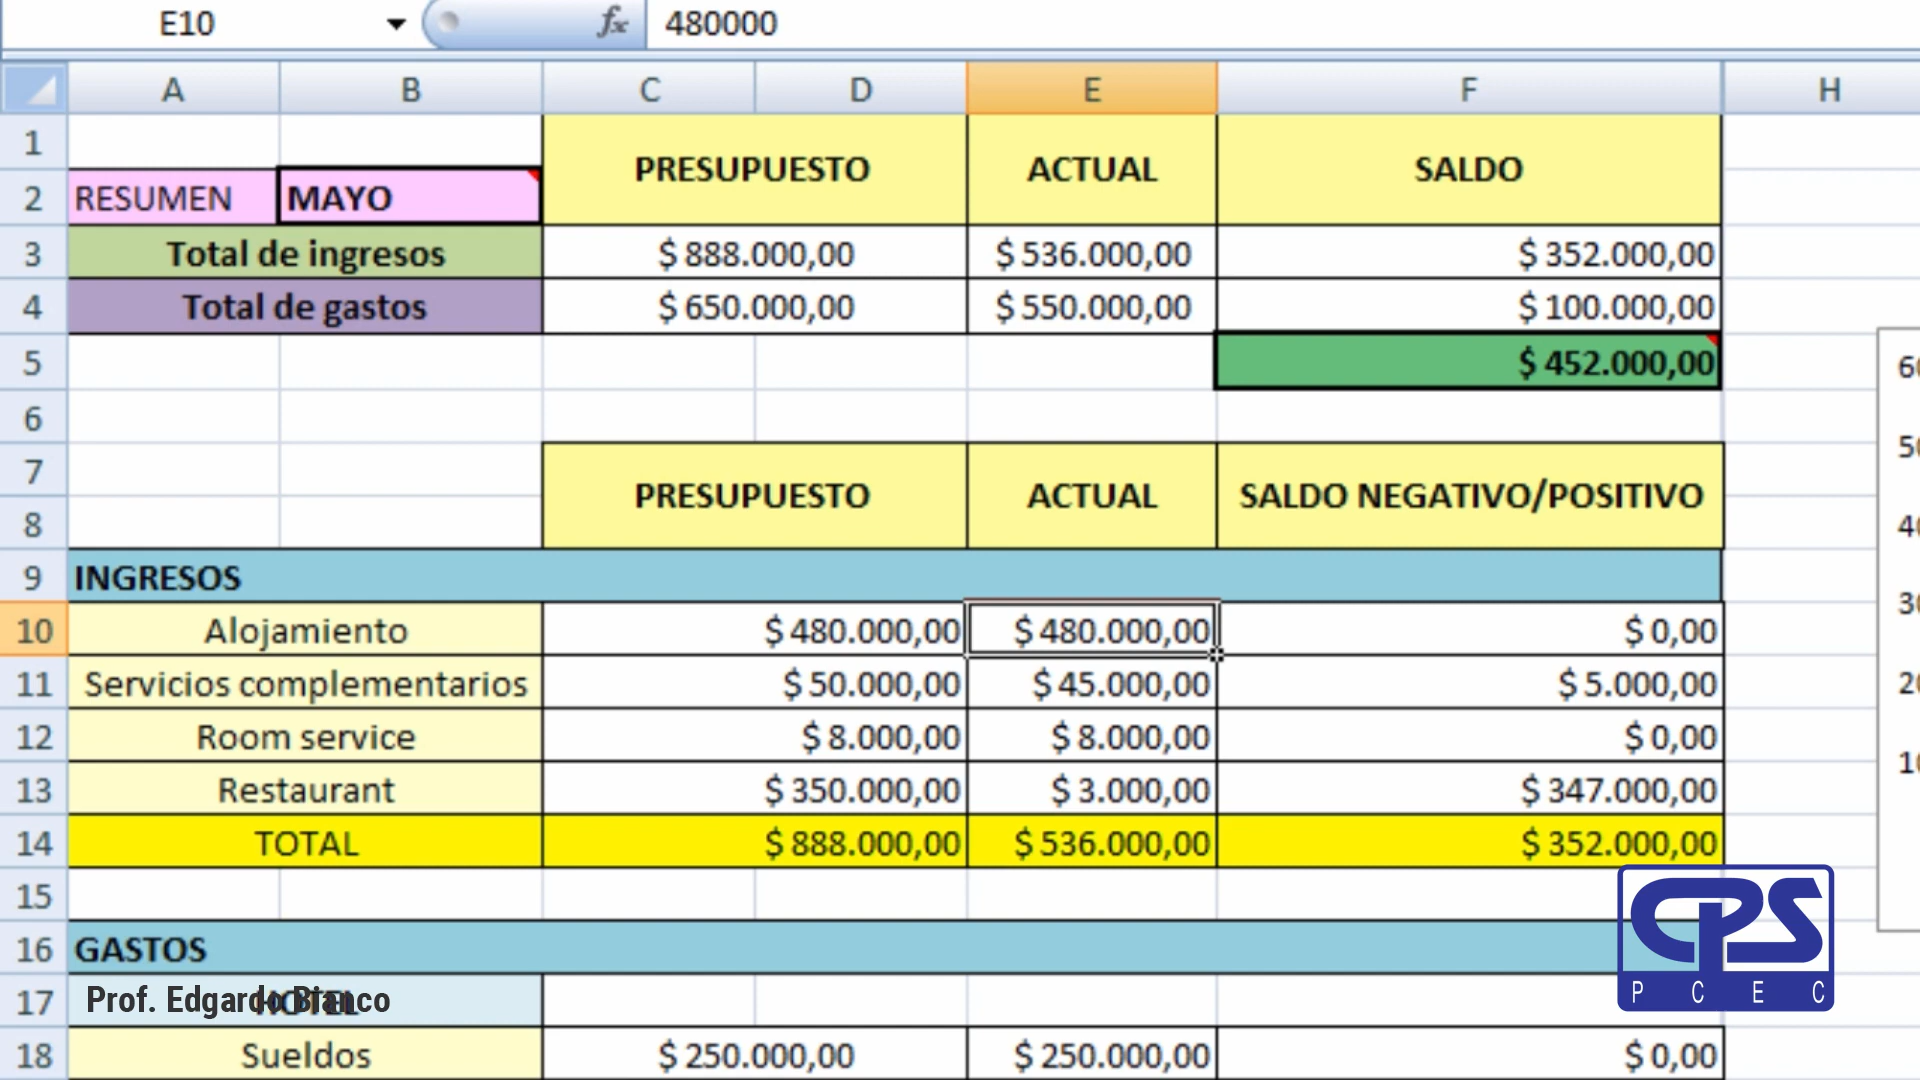 E10 fx 480000
A B C D E F H
1 PRESUPUESTO ACTUAL SALDO
2 RESUMEN MAYO
3 Total de ingresos $ 888.000,00 $ 536.000,00 $ 352.000,00
4 Total de gastos $ 650.000,00 $ 550.000,00 $ 100.000,00
5 $ 452.000,00
6
7 PRESUPUESTO ACTUAL SALDO NEGATIVO/POSITIVO
8
9 INGRESOS
10 Alojamiento $ 480.000,00 $ 480.000,00 $ 0,00
11 Servicios complementarios $ 50.000,00 $ 45.000,00 $ 5.000,00
12 Room service $ 8.000,00 $ 8.000,00 $ 0,00
13 Restaurant $ 350.000,00 $ 3.000,00 $ 347.000,00
14 TOTAL $ 888.000,00 $ 536.000,00 $ 352.000,00
15
16 GASTOS
17 HOTEL
Prof. Edgardo Bianco
18 Sueldos $ 250.000,00 $ 250.000,00 $ 0,00
CPS
PCEC